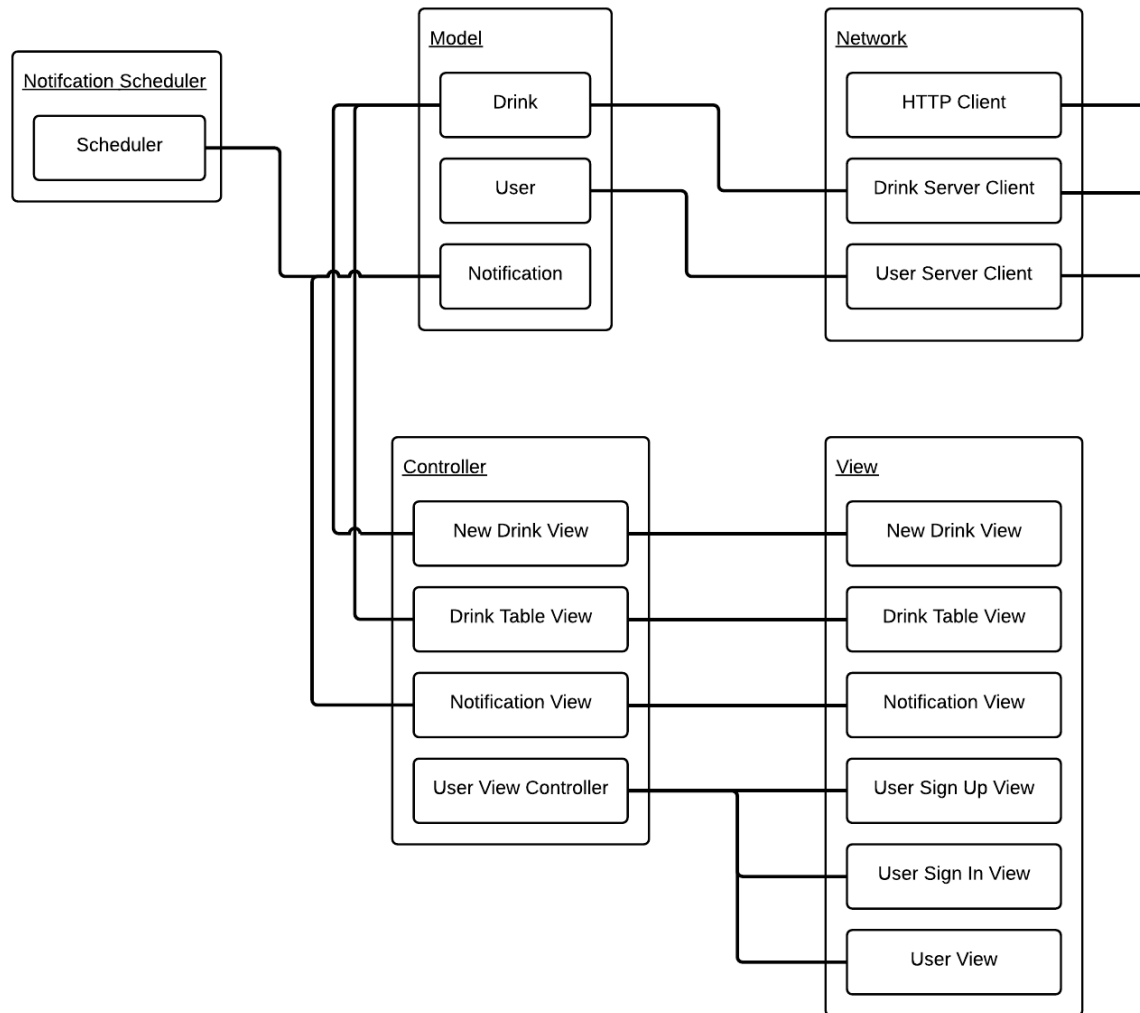 Notifcation Scheduler
Scheduler
Model
Drink
User
Notification
Network
HTTP Client
Drink Server Client
User Server Client
Controller
New Drink View
Drink Table View
Notification View
User View Controller
View
New Drink View
Drink Table View
Notification View
User Sign Up View
User Sign In View
User View